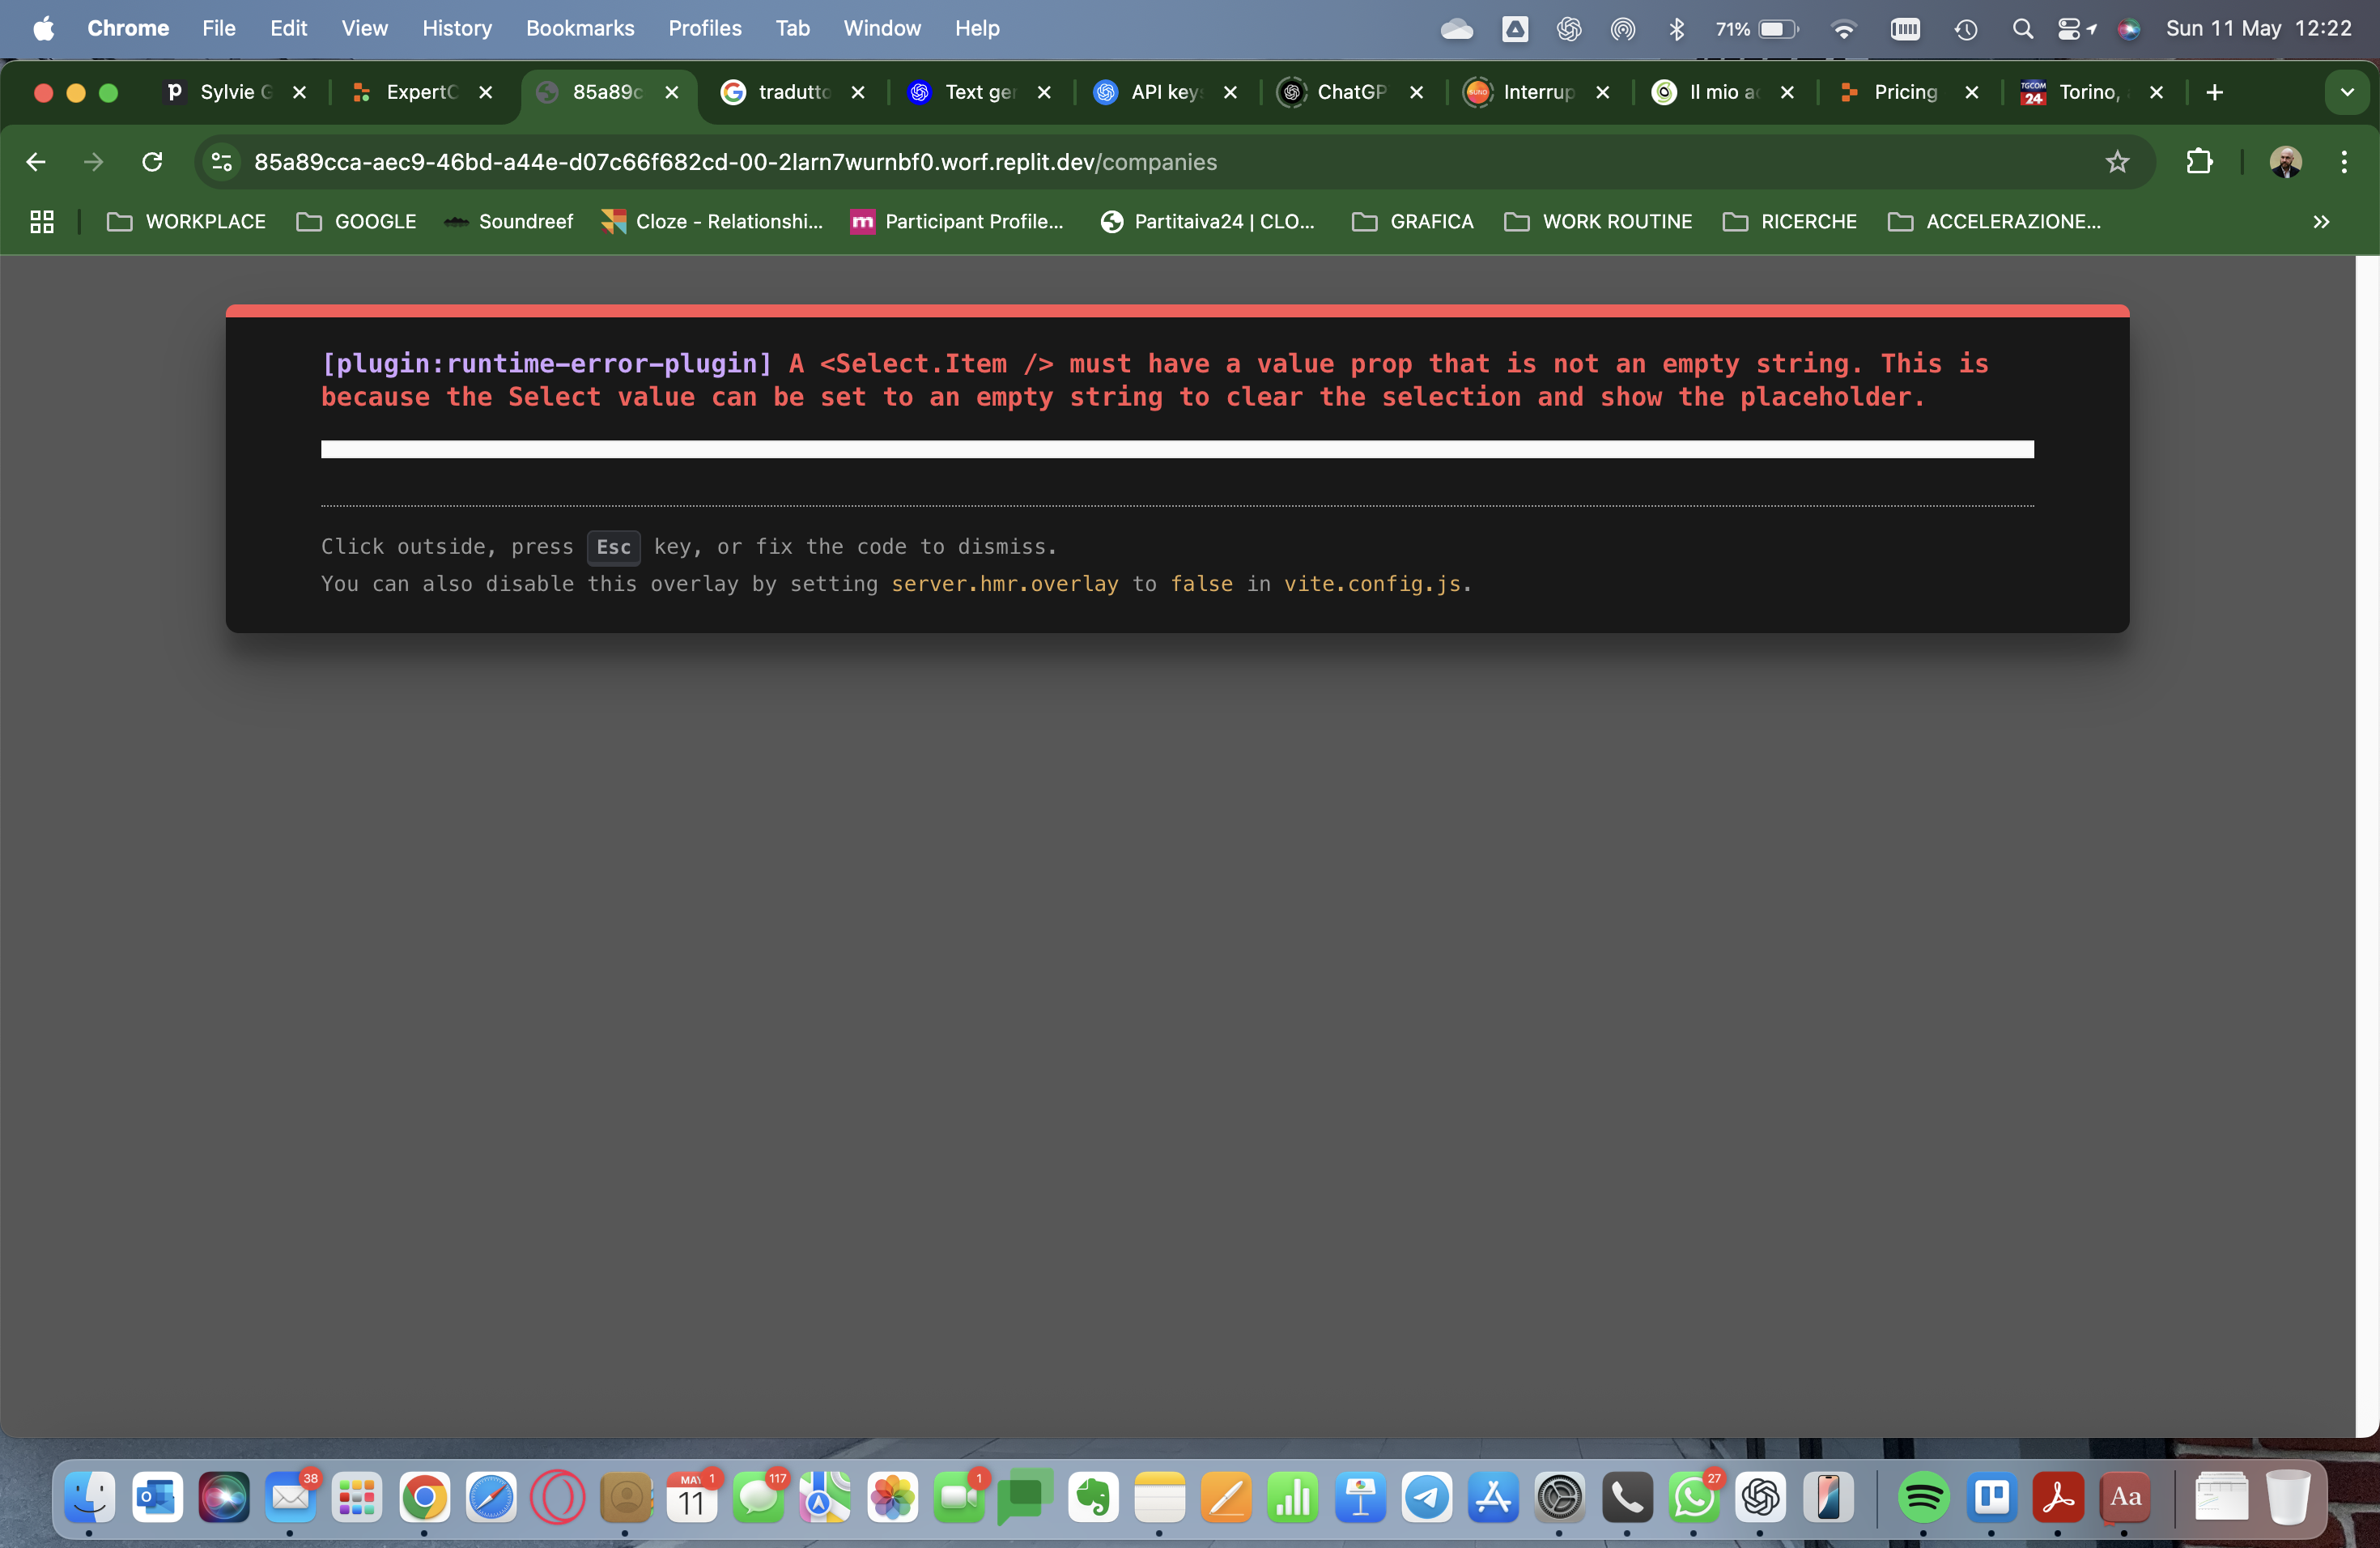 Chrome File Edit View History Bookmarks Profiles Tab Window Help 71% Sun 11 May 12:22
Sylvie G ExpertC 85a89c tradutto Text ger API key ChatGP Interrup Il mio ac Pricing TGCOM 24 Torino,
85a89cca-aec9-46bd-a44e-d07c66f682cd-00-2larn7wurnbf0.worf.replit.dev/companies
WORKPLACE GOOGLE Soundreef Cloze - Relationshi... m Participant Profile... Partitaiva24 | CLO... GRAFICA WORK ROUTINE RICERCHE ACCELERAZIONE...
[plugin:runtime-error-plugin] A <Select.Item /> must have a value prop that is not an empty string. This is
because the Select value can be set to an empty string to clear the selection and show the placeholder.
Click outside, press Esc key, or fix the code to dismiss.
You can also disable this overlay by setting server.hmr.overlay to false in vite.config.js.
38 MAY 1 11 117 1 27 Aa